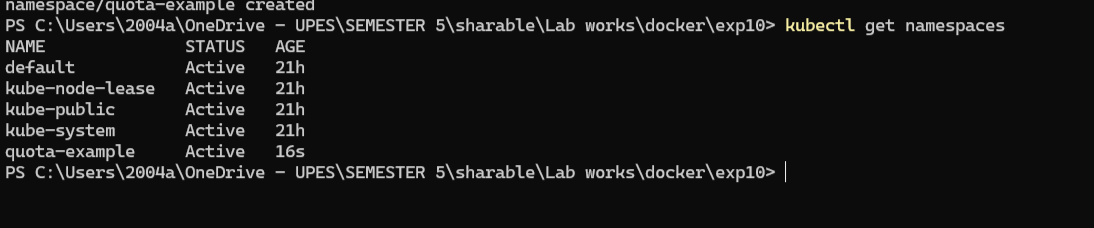 namespace/quota-example created
PS C:\Users\2004a\OneDrive - UPES\SEMESTER 5\sharable\Lab works\docker\exp10> kubectl get namespaces
NAME              STATUS   AGE
default           Active   21h
kube-node-lease   Active   21h
kube-public       Active   21h
kube-system       Active   21h
quota-example     Active   16s
PS C:\Users\2004a\OneDrive - UPES\SEMESTER 5\sharable\Lab works\docker\exp10>